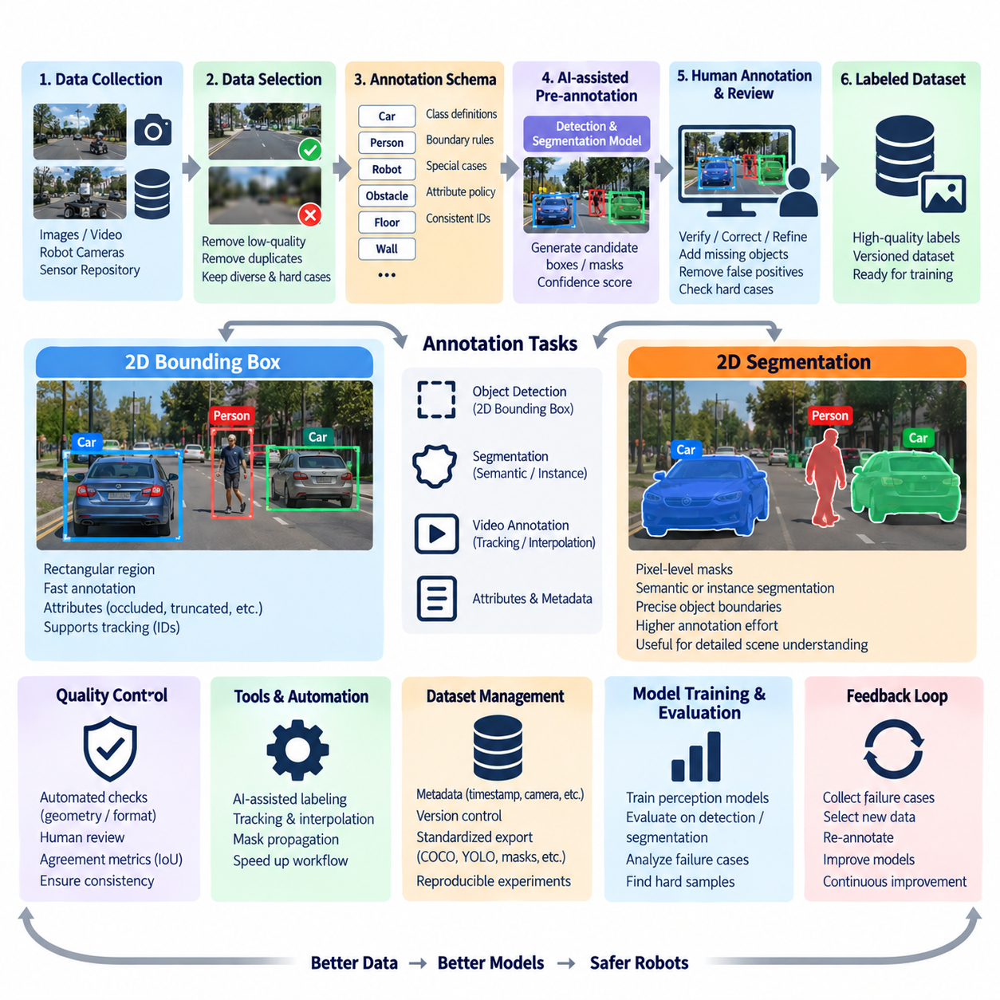 1. Data Collection
Images / Video
Robot Cameras
Sensor Repository
2. Data Selection
Remove low-quality
Remove duplicates
Keep diverse & hard cases
3. Annotation Schema
Car
Person
Robot
Obstacle
Floor
Wall
...
Class definitions
Boundary rules
Special cases
Attribute policy
Consistent IDs
4. AI-assisted
Pre-annotation
Detection &
Segmentation Model
Generate candidate
boxes / masks
Confidence score
5. Human Annotation
& Review
Verify / Correct / Refine
Add missing objects
Remove false positives
Check hard cases
6. Labeled Dataset
High-quality labels
Versioned dataset
Ready for training
2D Bounding Box
Car
Person
Car
Rectangular region
Fast annotation
Attributes (occluded, truncated, etc.)
Supports tracking (IDs)
Annotation Tasks
Object Detection
(2D Bounding Box)
Segmentation
(Semantic / Instance)
Video Annotation
(Tracking / Interpolation)
Attributes & Metadata
2D Segmentation
Car
Person
Car
Pixel-level masks
Semantic or instance segmentation
Precise object boundaries
Higher annotation effort
Useful for detailed scene understanding
Quality Control
Automated checks
(geometry / format)
Human review
Agreement metrics (IoU)
Ensure consistency
Tools & Automation
AI-assisted labeling
Tracking & interpolation
Mask propagation
Speed up workflow
Dataset Management
Metadata (timestamp, camera, etc.)
Version control
Standardized export
(COCO, YOLO, masks, etc.)
Reproducible experiments
Model Training &
Evaluation
Train perception models
Evaluate on detection /
segmentation
Analyze failure cases
Find hard samples
Feedback Loop
Collect failure cases
Select new data
Re-annotate
Improve models
Continuous improvement
Better Data → Better Models → Safer Robots